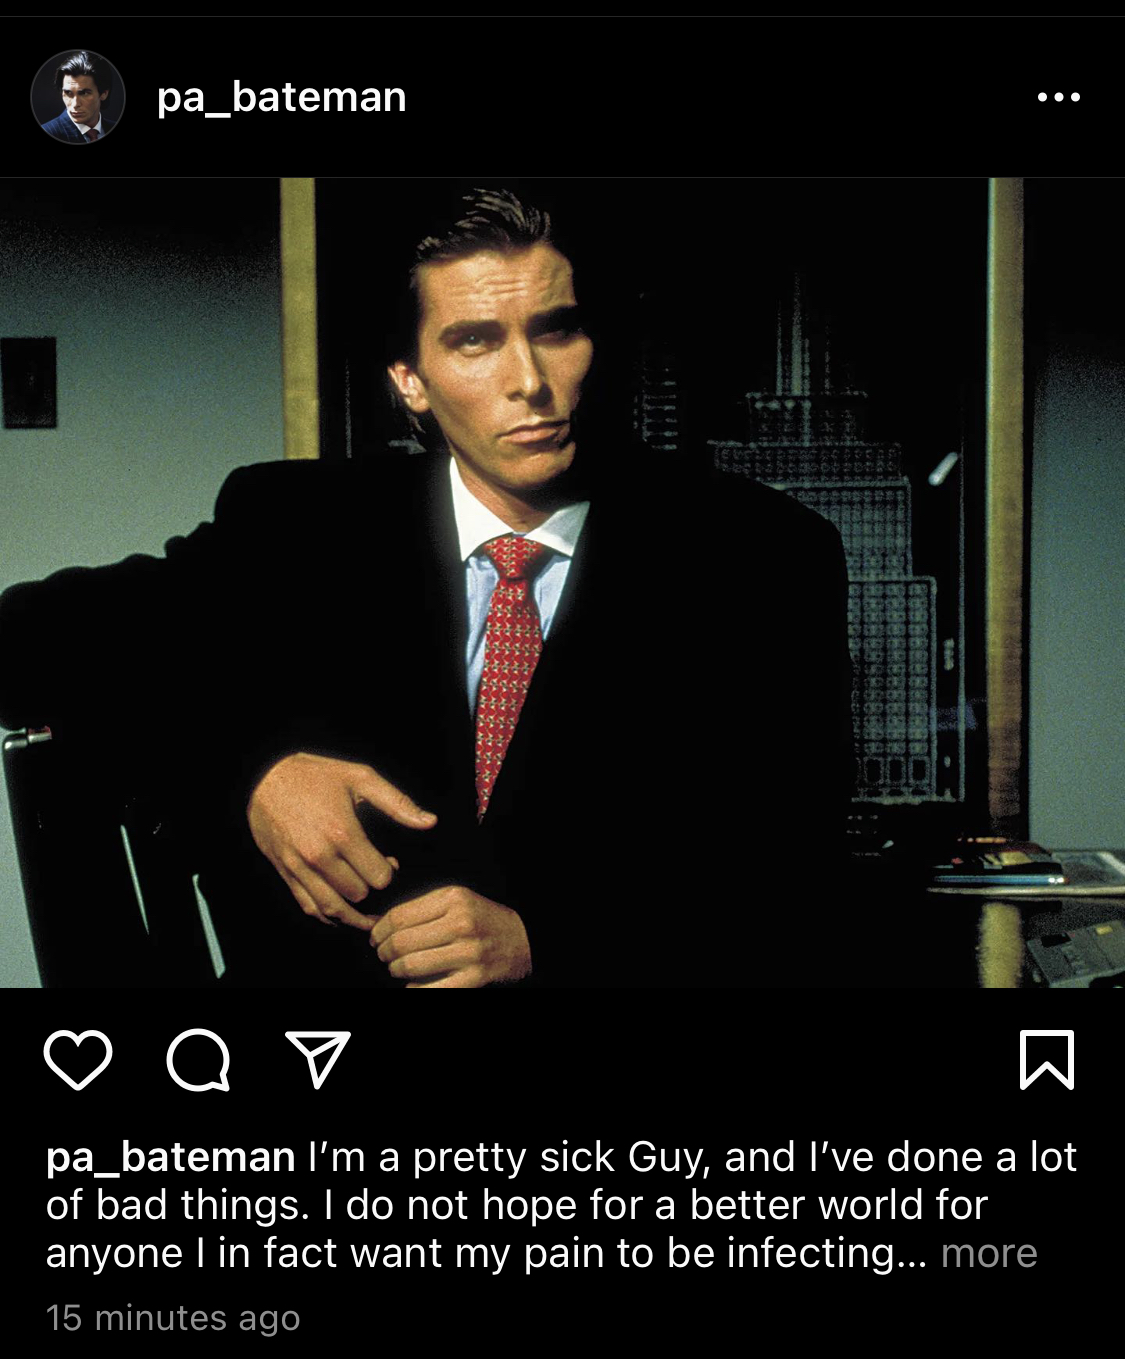 pa_bateman
pa_bateman I’m a pretty sick Guy, and I’ve done a lot
of bad things. I do not hope for a better world for
anyone I in fact want my pain to be infecting... more
15 minutes ago